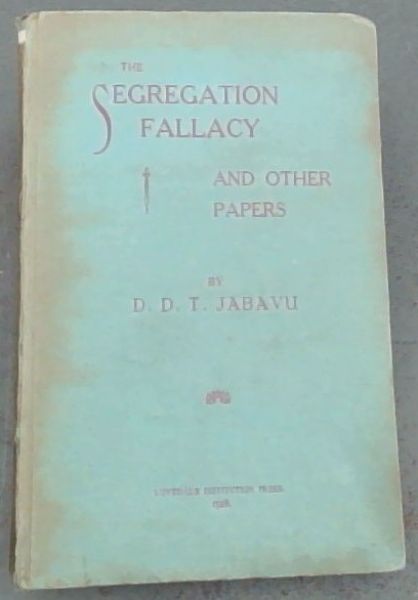 THE
SEGREGATION
FALLACY
AND OTHER
PAPERS
BY
D. D. T. JABAVU
LOVEDALE INSTITUTION PRESS.
1928.